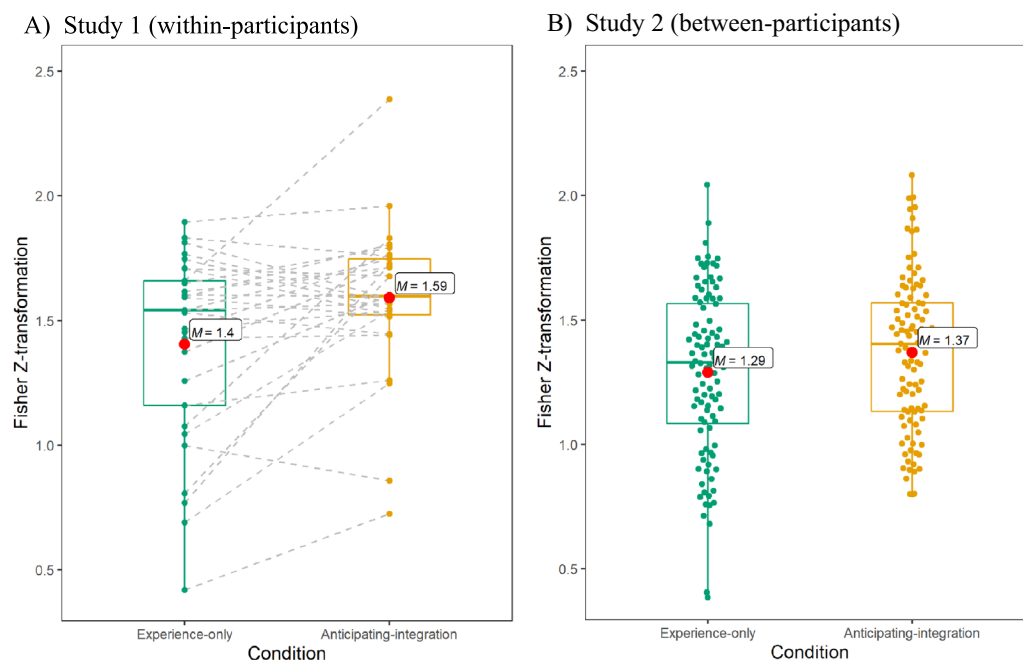 A) Study 1 (within-participants)
2.5
2.0
1.5
1.0
0.5
Fisher Z-transformation
M = 1.4
M = 1.59
Experience-only
Anticipating-integration
Condition
B) Study 2 (between-participants)
2.5
2.0
1.5
1.0
0.5
Fisher Z-transformation
M = 1.29
M = 1.37
Experience-only
Anticipating-integration
Condition